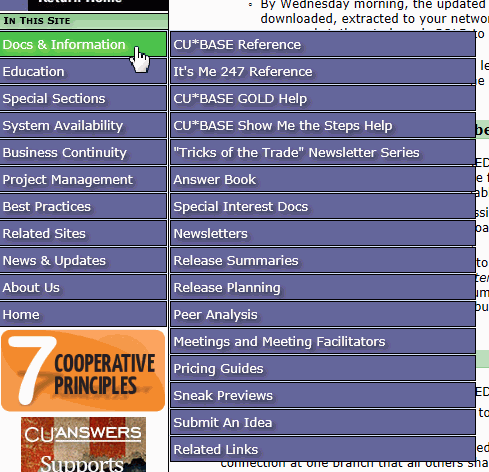 Return Home
IN THIS SITE
Docs & Information
Education
Special Sections
System Availability
Business Continuity
Project Management
Best Practices
Related Sites
News & Updates
About Us
Home
CU*BASE Reference
It's Me 247 Reference
CU*BASE GOLD Help
CU*BASE Show Me the Steps Help
"Tricks of the Trade" Newsletter Series
Answer Book
Special Interest Docs
Newsletters
Release Summaries
Release Planning
Peer Analysis
Meetings and Meeting Facilitators
Pricing Guides
Sneak Previews
Submit An Idea
Related Links
7 COOPERATIVE
PRINCIPLES
CU*ANSWERS
Supports
By Wednesday morning, the updated
downloaded, extracted to your netwo
connection at one branch that all others sha